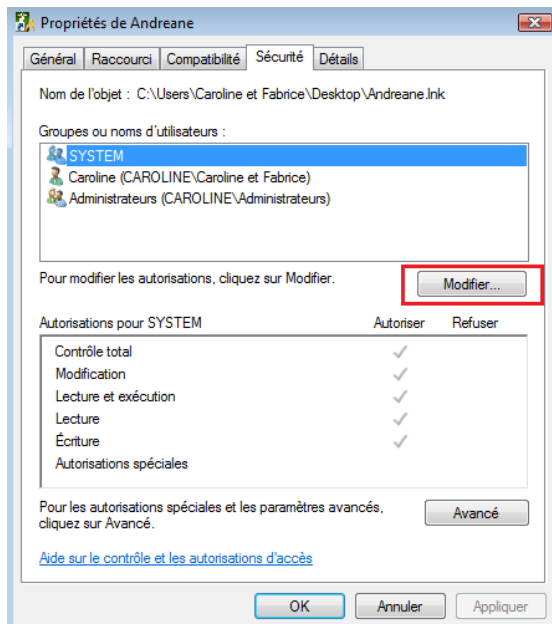 Propriétés de Andreane
Général Raccourci Compatibilité Sécurité Détails
Nom de l'objet : C:\Users\Caroline et Fabrice\Desktop\Andreane.lnk
Groupes ou noms d'utilisateurs :
SYSTEM
Caroline (CAROLINE\Caroline et Fabrice)
Administrateurs (CAROLINE\Administrateurs)
Pour modifier les autorisations, cliquez sur Modifier.
Modifier...
Autorisations pour SYSTEM Autoriser Refuser
Contrôle total
Modification
Lecture et exécution
Lecture
Écriture
Autorisations spéciales
Pour les autorisations spéciales et les paramètres avancés,
cliquez sur Avancé.
Avancé
Aide sur le contrôle et les autorisations d'accès
OK Annuler Appliquer